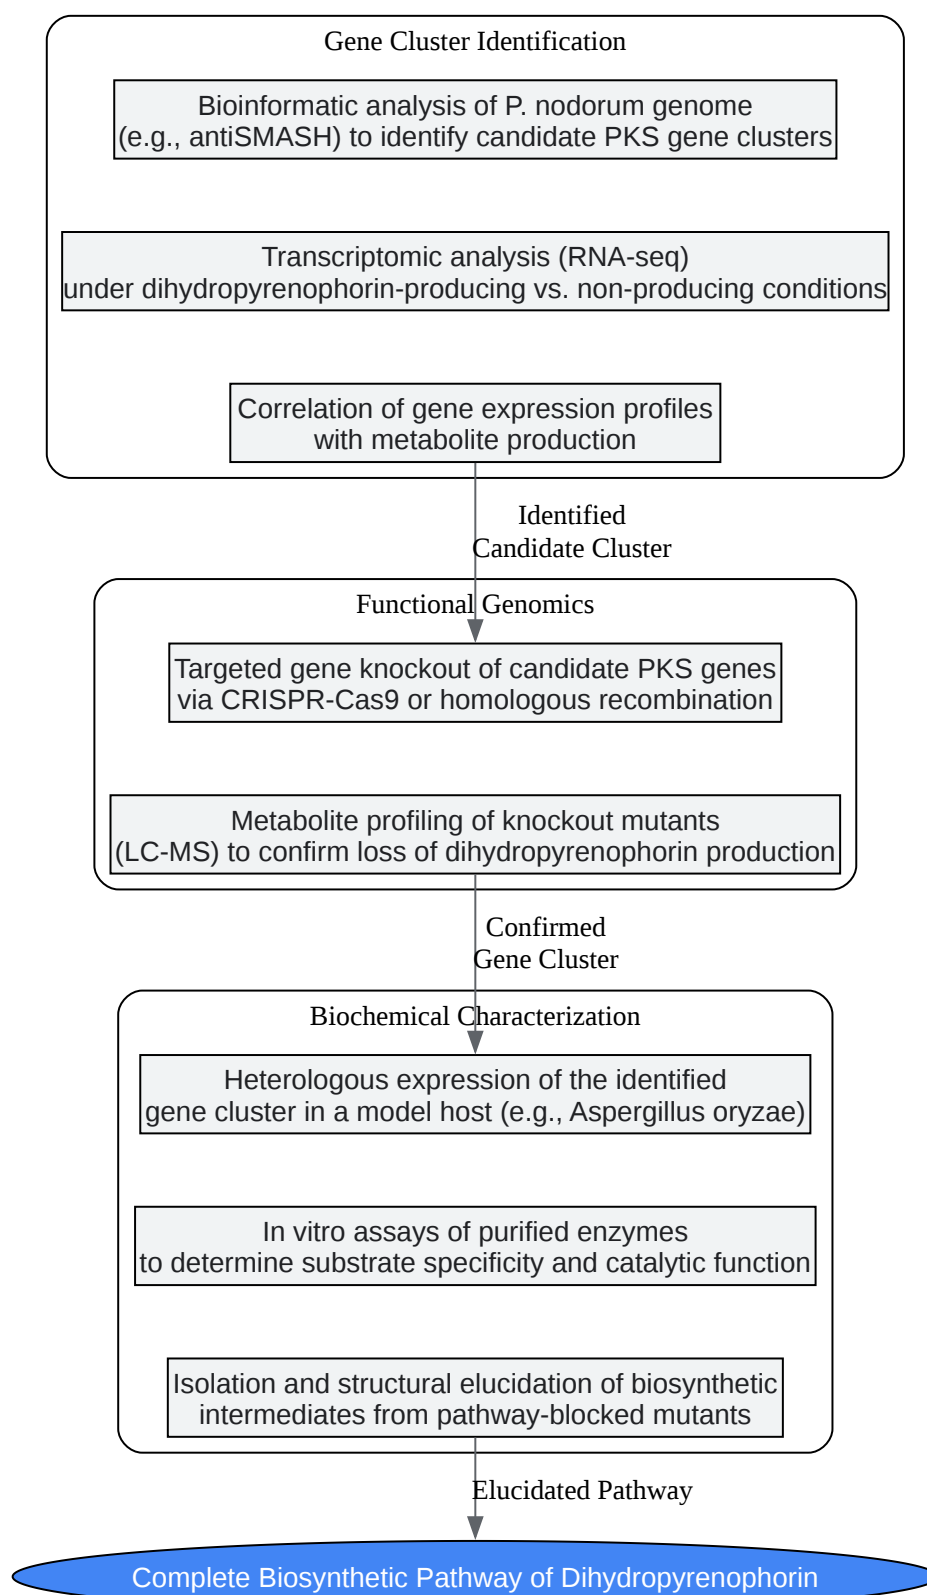 Gene Cluster Identification
Bioinformatic analysis of P. nodorum genome
(e.g., antiSMASH) to identify candidate PKS gene clusters
Transcriptomic analysis (RNA-seq)
under dihydropyrenophorin-producing vs. non-producing conditions
Correlation of gene expression profiles
with metabolite production
Identified
Candidate Cluster
Functional Genomics
Targeted gene knockout of candidate PKS genes
via CRISPR-Cas9 or homologous recombination
Metabolite profiling of knockout mutants
(LC-MS) to confirm loss of dihydropyrenophorin production
Confirmed
Gene Cluster
Biochemical Characterization
Heterologous expression of the identified
gene cluster in a model host (e.g., Aspergillus oryzae)
In vitro assays of purified enzymes
to determine substrate specificity and catalytic function
Isolation and structural elucidation of biosynthetic
intermediates from pathway-blocked mutants
Elucidated Pathway
Complete Biosynthetic Pathway of Dihydropyrenophorin